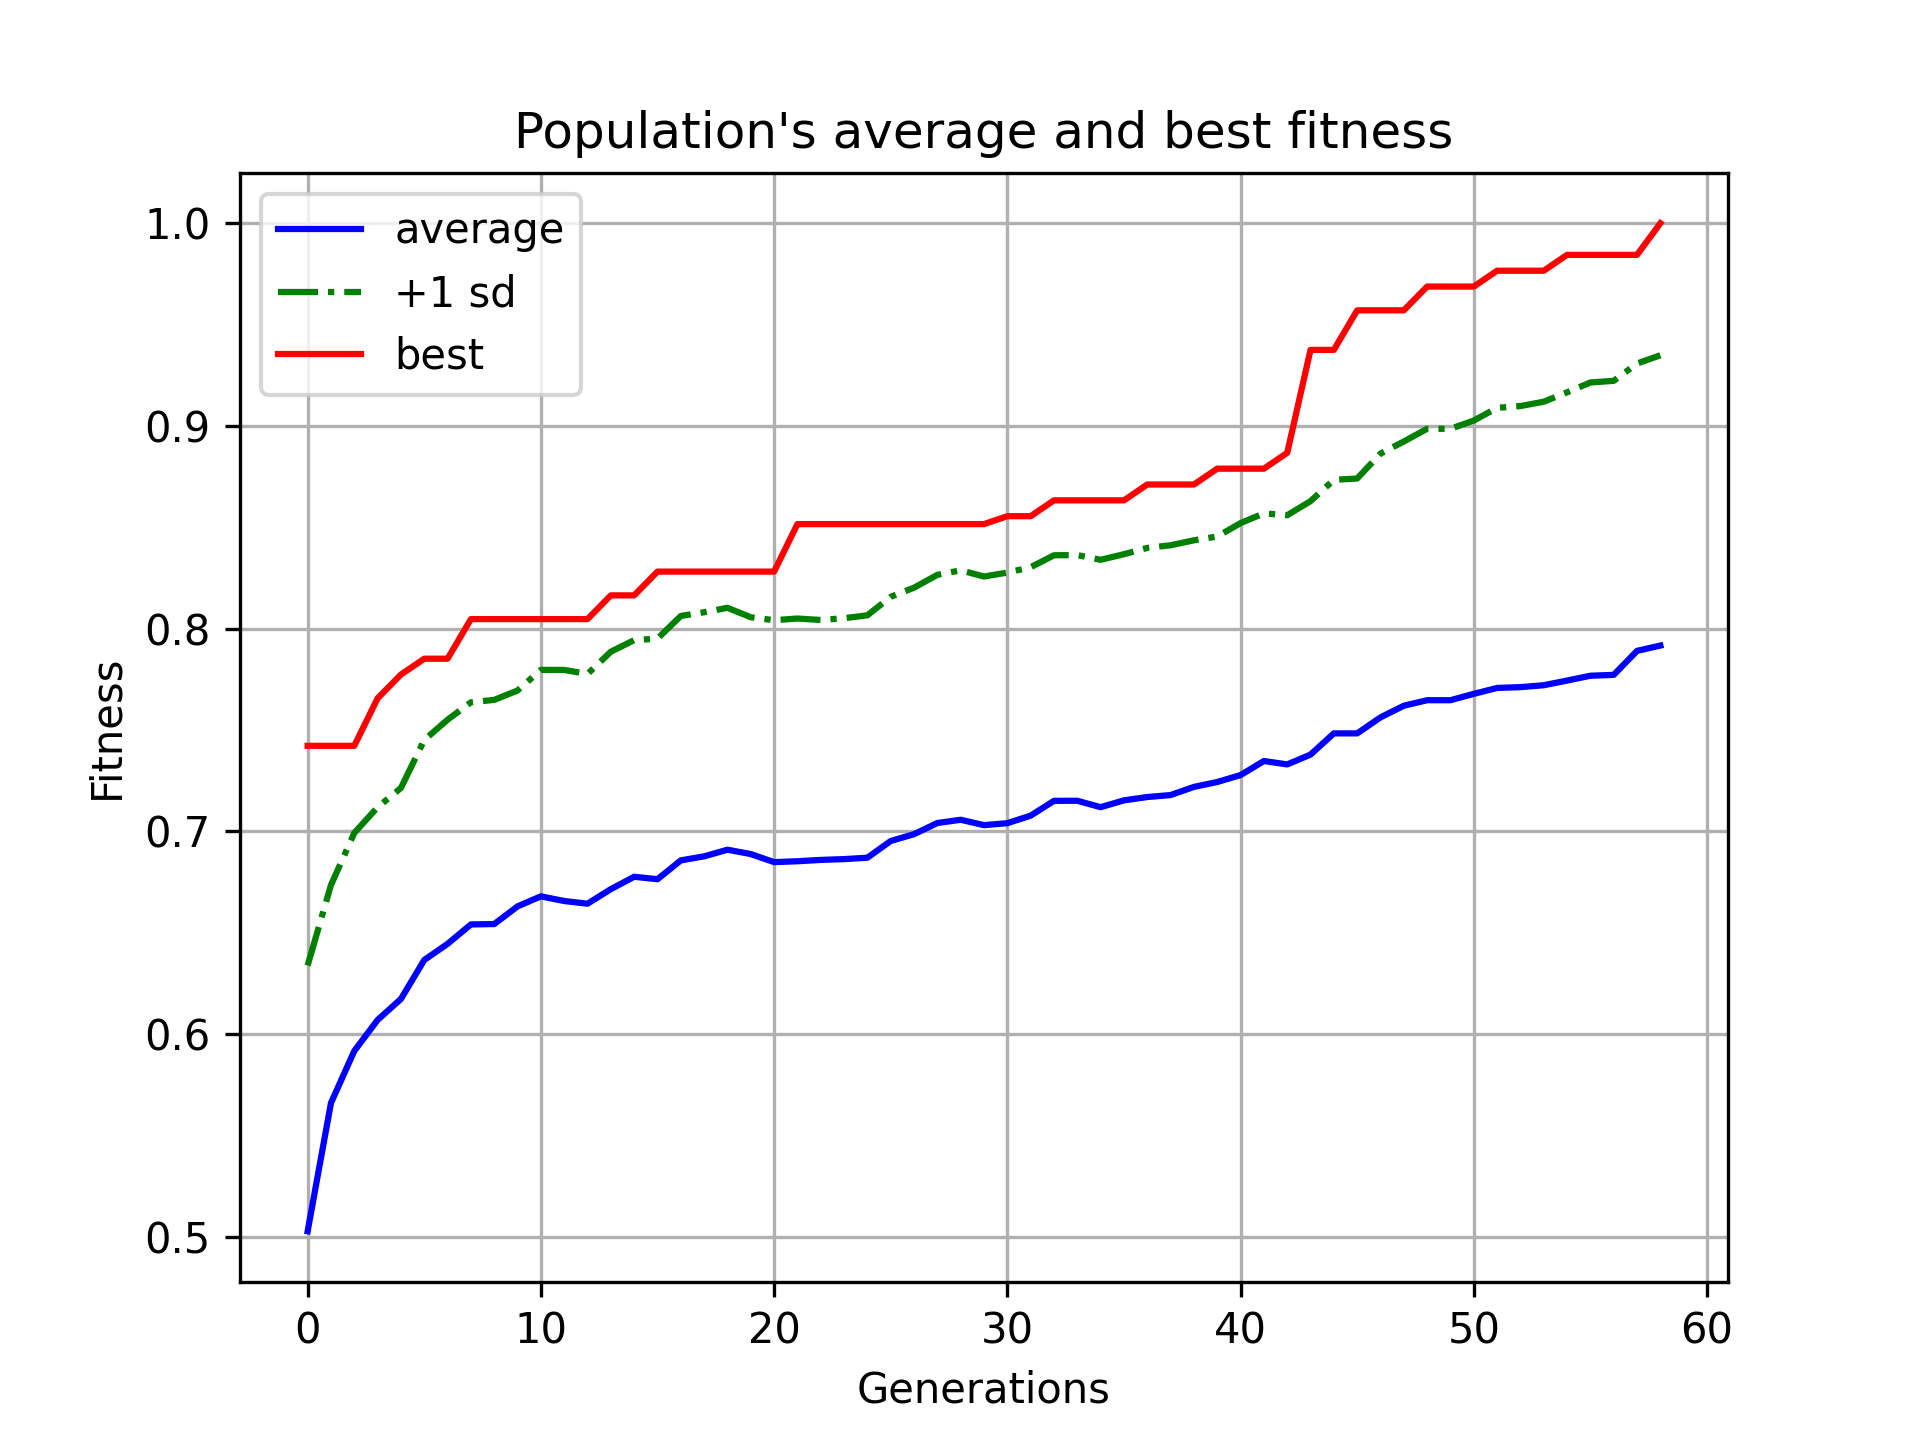 Population's average and best fitness
average
+1 sd
best
1.0
0.9
0.8
0.7
0.6
0.5
Fitness
0 10 20 30 40 50 60
Generations